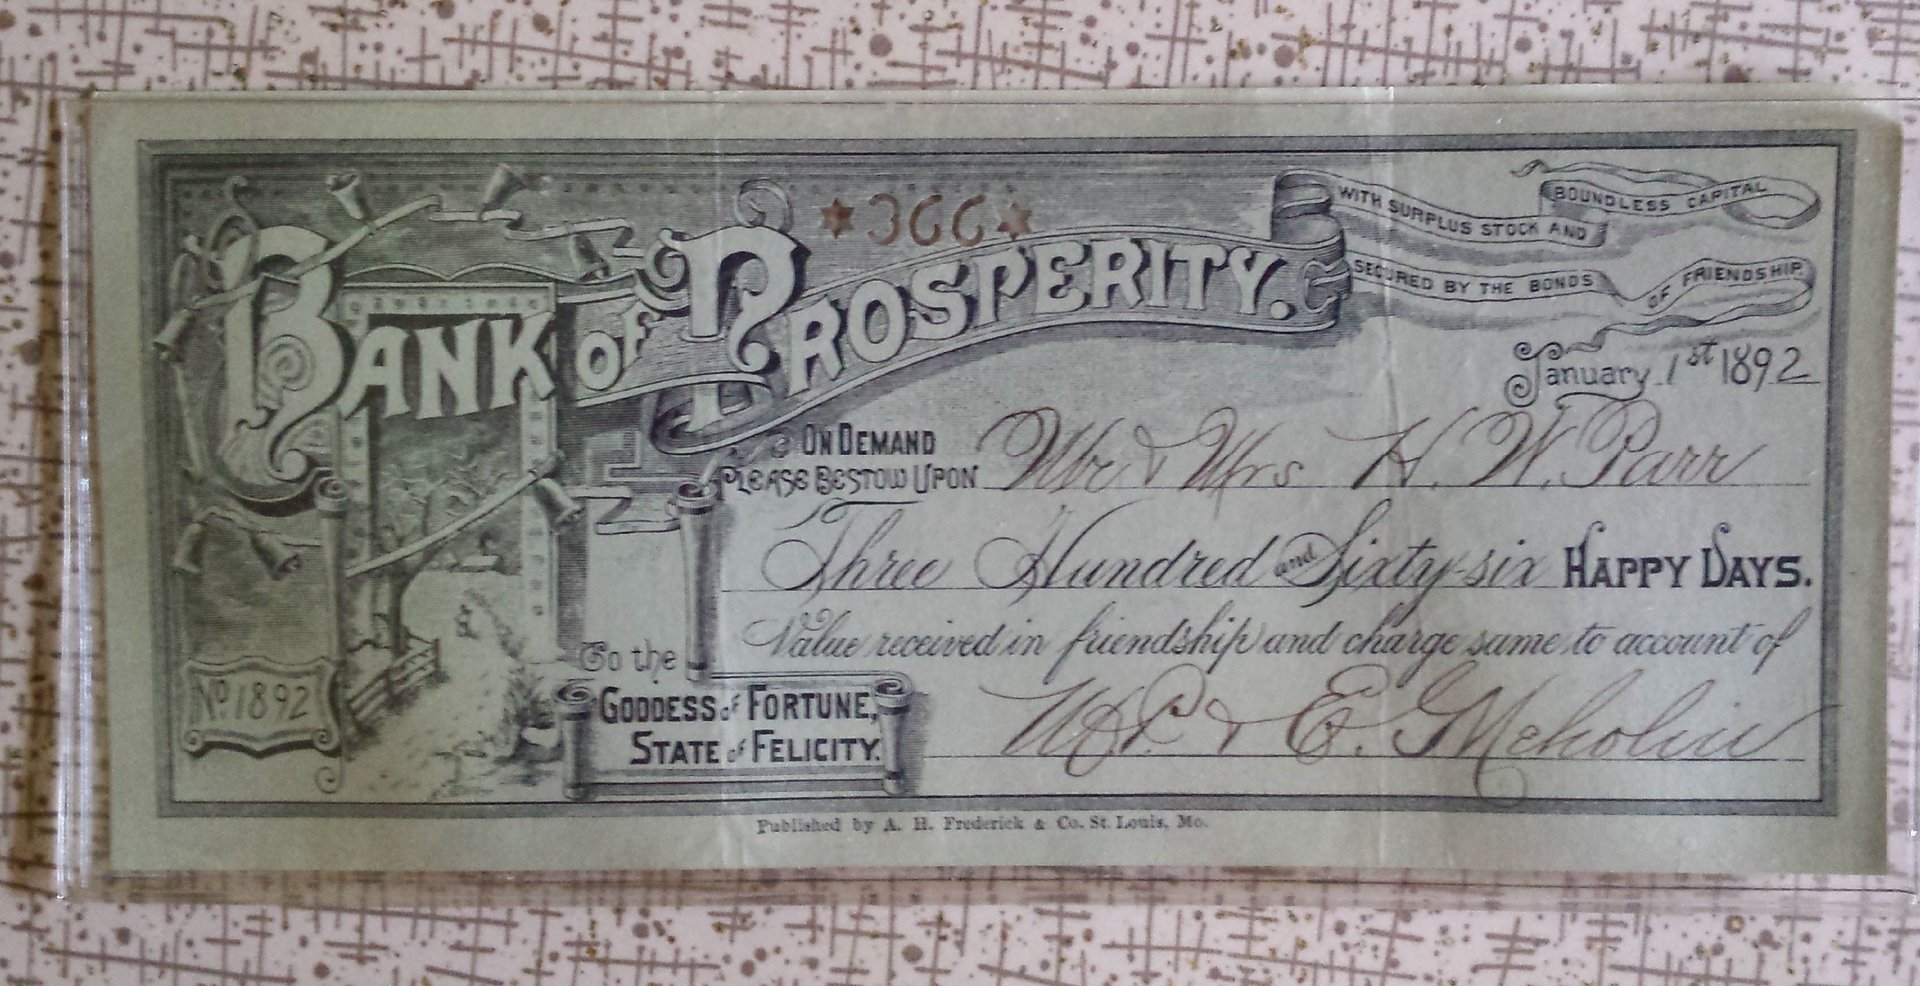 366
BANK OF PROSPERITY.
WITH SURPLUS STOCK AND BOUNDLESS CAPITAL
SECURED BY THE BONDS OF FRIENDSHIP.
January 1st 1892
ON DEMAND
PLEASE BESTOW UPON Mr & Mrs H. W. Parr
Three Hundred and Sixty-six HAPPY DAYS.
Value received in friendship and charge same to account of
To the
GODDESS of FORTUNE,
STATE of FELICITY.
No. 1892
& E. G. Meholin
Published by A. H. Frederick & Co. St. Louis, Mo.